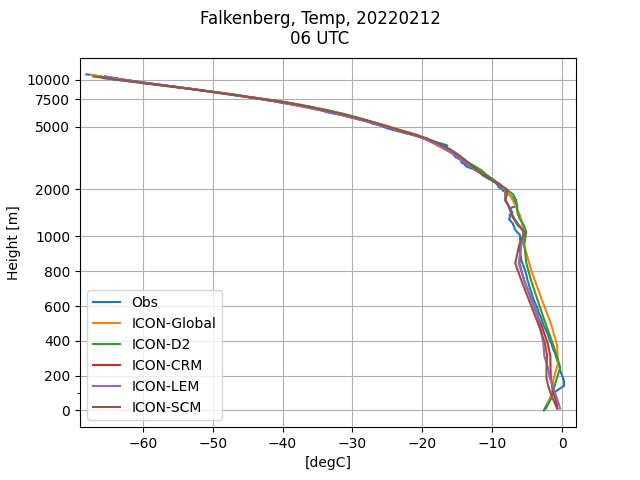 Falkenberg, Temp, 20220212
06 UTC
Height [m]
10000
7500
5000
2000
1000
800
600
400
200
0
Obs
ICON-Global
ICON-D2
ICON-CRM
ICON-LEM
ICON-SCM
−60
−50
−40
−30
−20
−10
0
[degC]